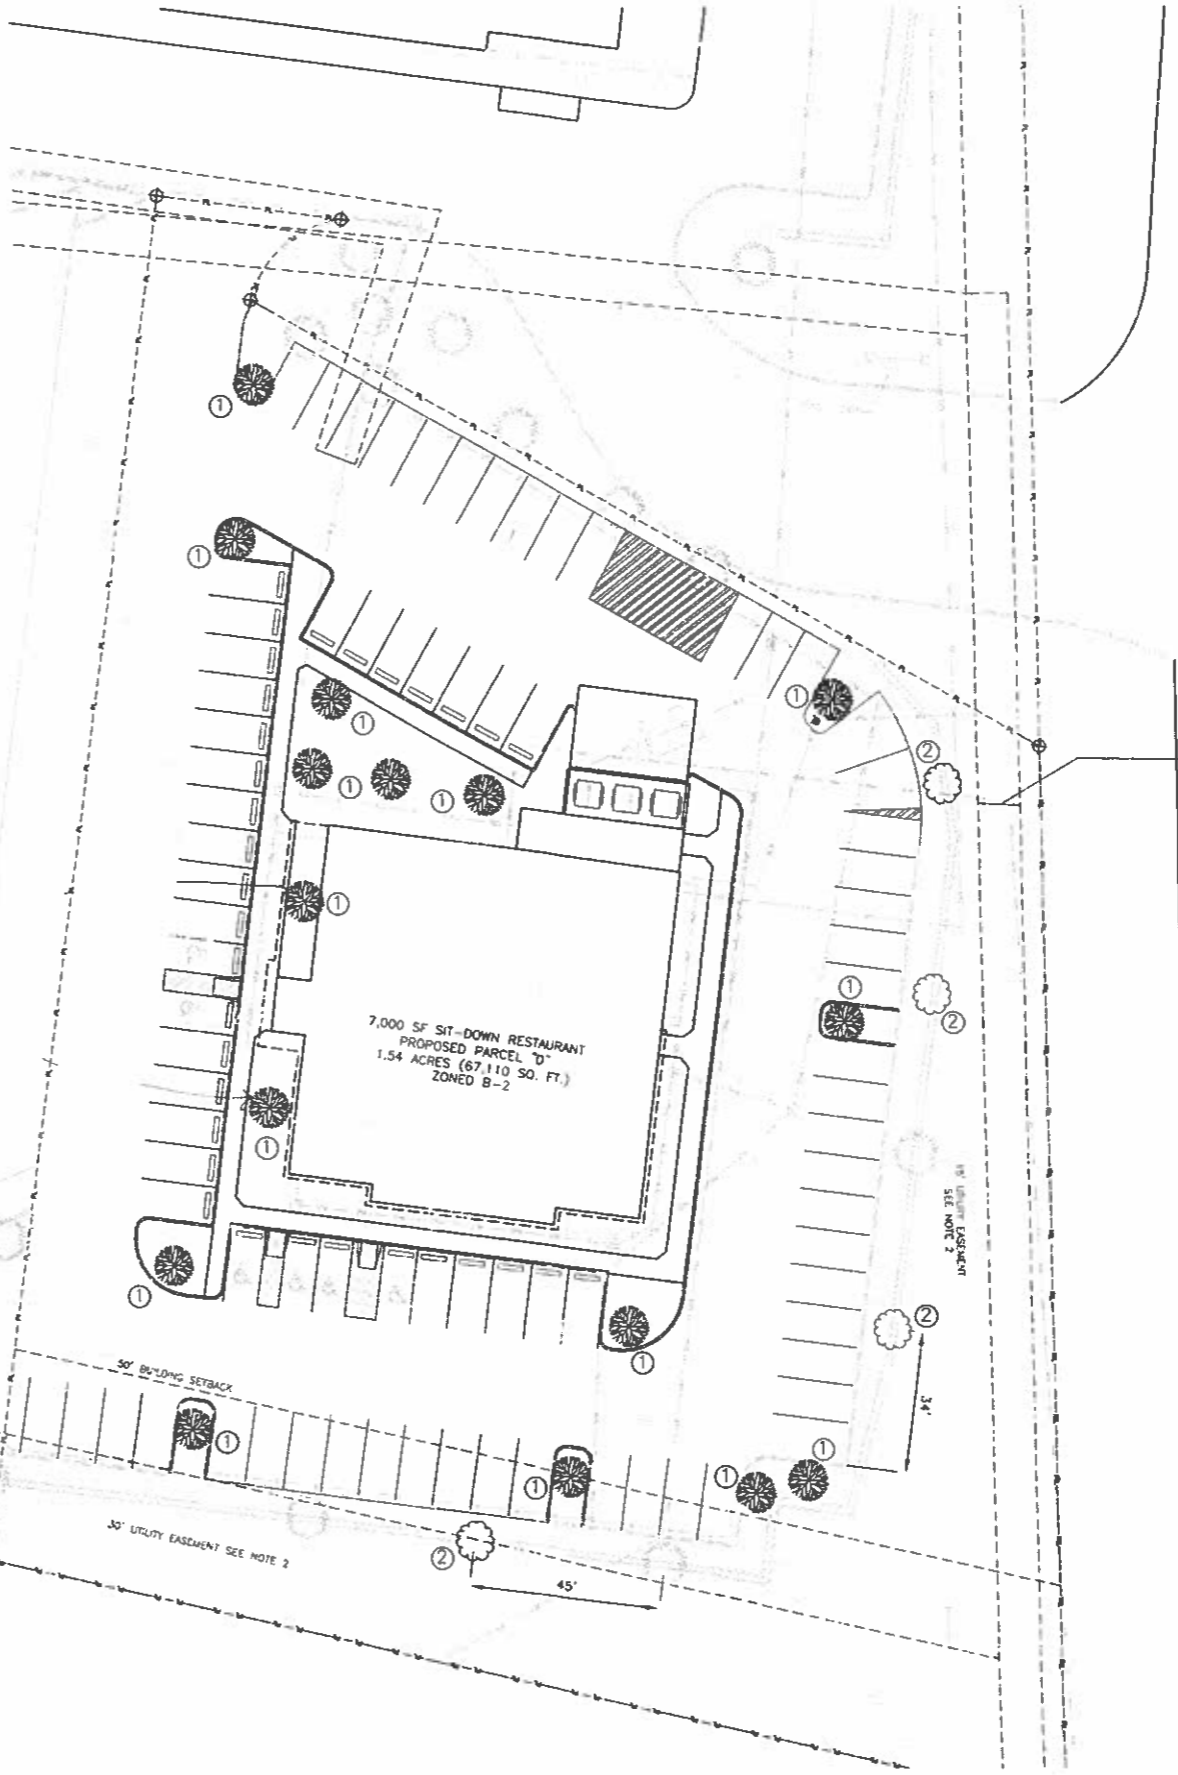 ①
①
①
①
②
①
①
①
①
①
②
7,000 SF SIT-DOWN RESTAURANT
PROPOSED PARCEL "D"
1.54 ACRES (67,110 SQ. FT.)
ZONED B-2
①
15' UTILITY EASEMENT
SEE NOTE 2
①
②
①
50' BUILDING SETBACK
34'
①
①
①
①
30' UTILITY EASEMENT SEE NOTE 2
②
45'